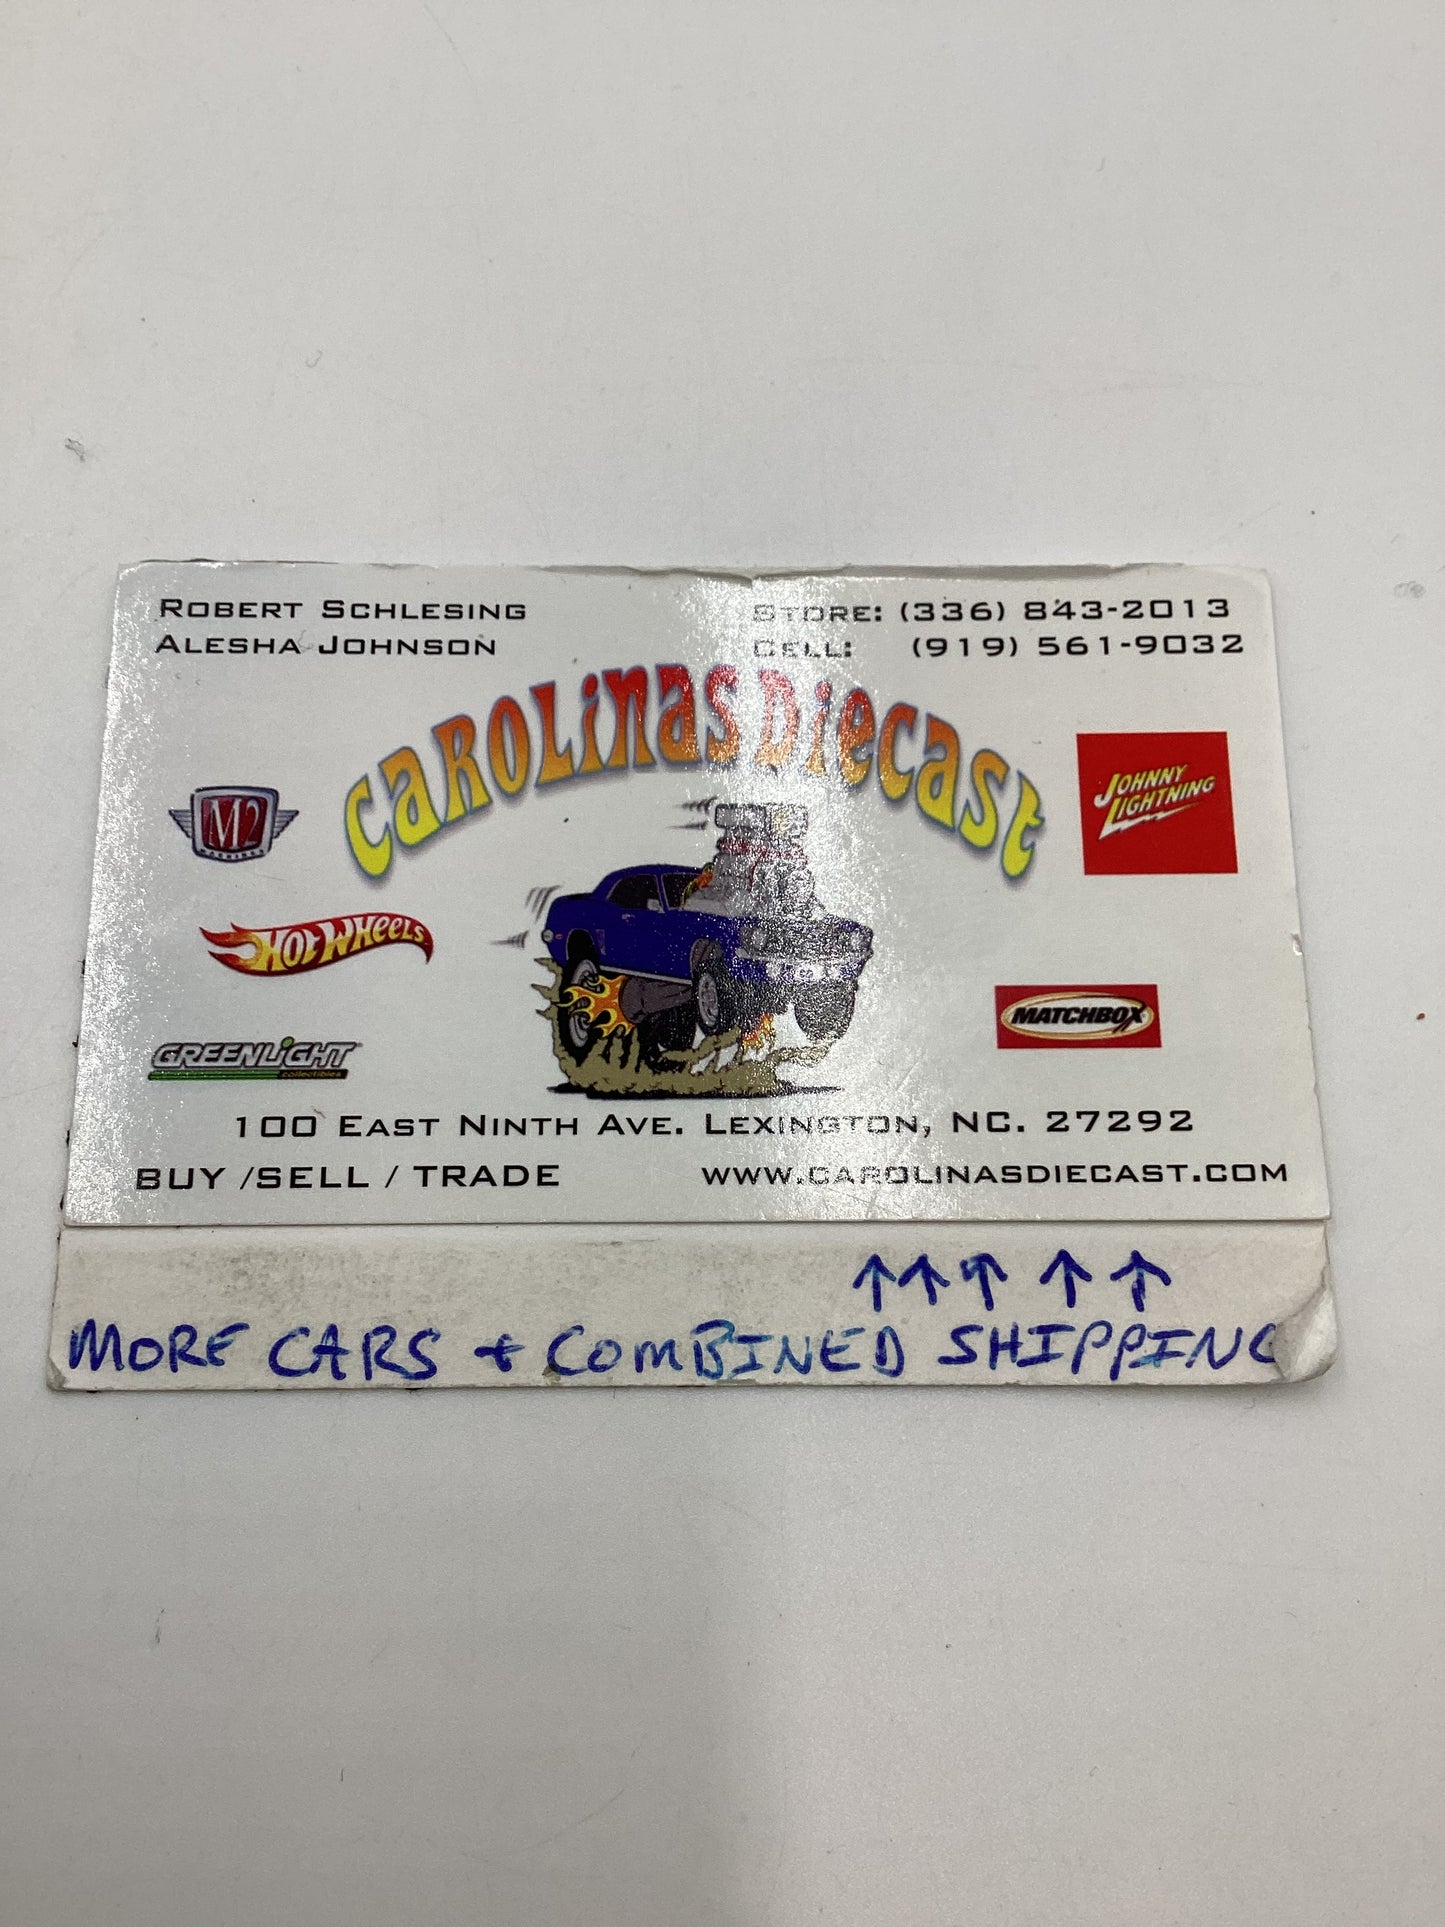 ROBERT SCHLESING
ALESHA JOHNSON
STORE: (336) 843-2013
CELL: (919) 561-9032
CAROLINAS DIECAST
M2
MACHINES
JOHNNY
LIGHTNING
HOT WHEELS
MATCHBOX
GREENLIGHT
collectibles
100 EAST NINTH AVE. LEXINGTON, NC. 27292
BUY /SELL / TRADE
WWW.CAROLINASDIECAST.COM
↑ ↑ ↑ ↑ ↑
MORE CARS + COMBINED SHIPPING